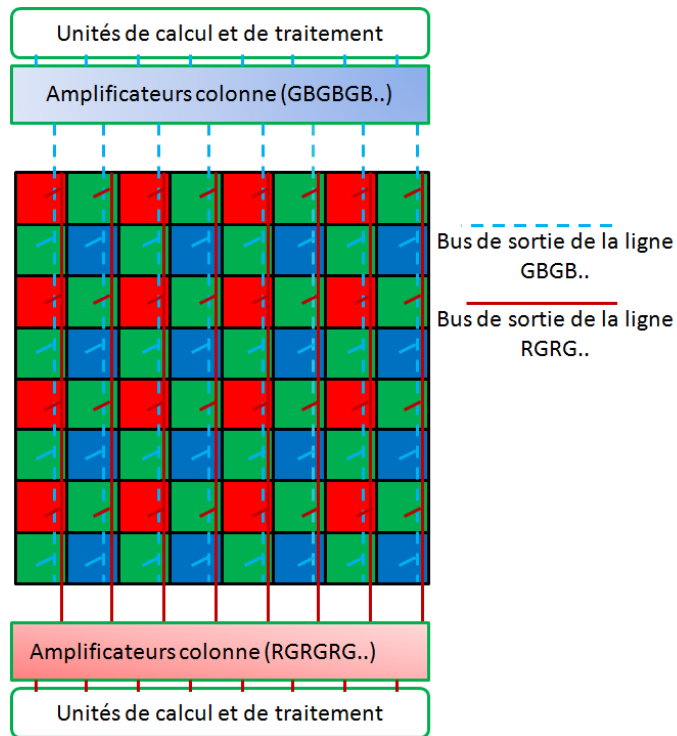 Unités de calcul et de traitement
Amplificateurs colonne (GBGBGB..)
Bus de sortie de la ligne
GBGB..
Bus de sortie de la ligne
RGRG..
Amplificateurs colonne (RGRGRG..)
Unités de calcul et de traitement